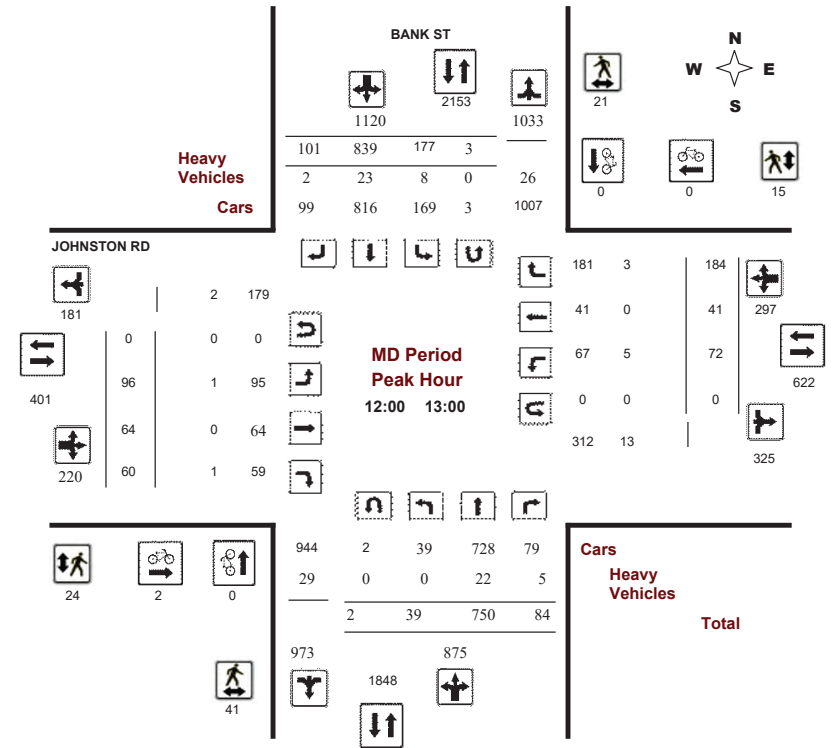 BANK ST
N
W E
S
2153
21
1120 1033
101 839 177 3
Heavy
Vehicles
2 23 8 0 26
Cars
99 816 169 3 1007
0 0 15
JOHNSTON RD
181
2 179
181 3 184
297
0 0 0
41 0 41
401
96 1 95
67 5 72
622
MD Period
Peak Hour
12:00 13:00
64 0 64
0 0 0
220
60 1 59
312 13
325
944 2 39 728 79
Cars
29 0 0 22 5
Heavy
Vehicles
2 39 750 84
Total
24 2 0
973 875
1848
41